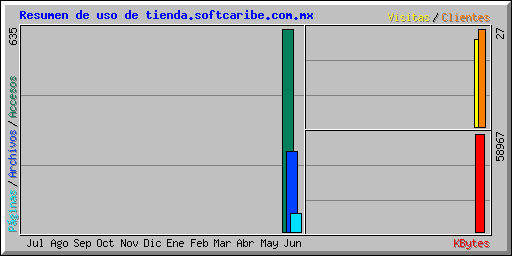 Resumen de uso de tienda.softcaribe.com.mx
Visitas/Clientes
635
27
Páginas/Archivos/Accesos
58967
Jul Ago Sep Oct Nov Dic Ene Feb Mar Abr May Jun
KBytes